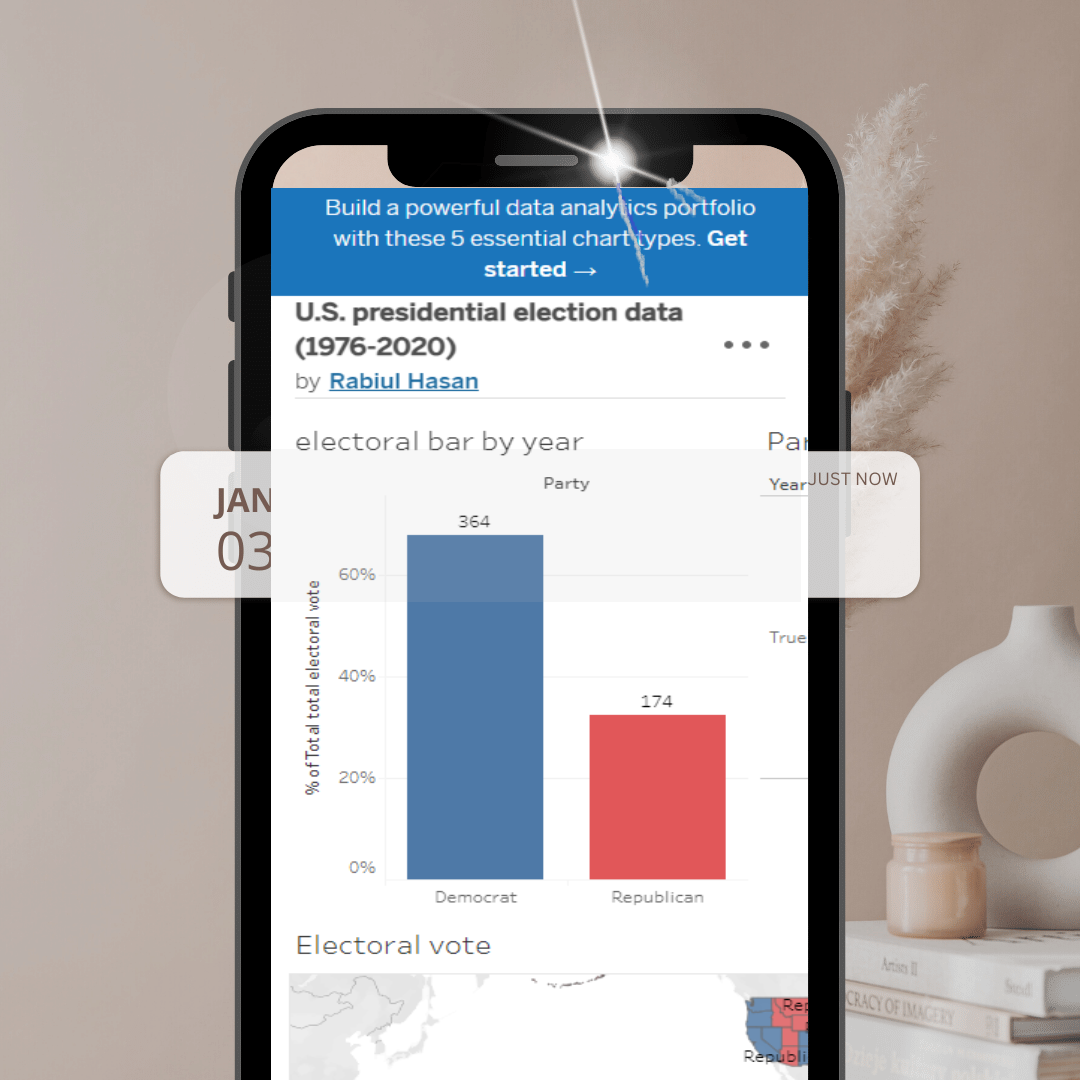 Build a powerful data analytics portfolio
with these 5 essential chart types. Get
started →
U.S. presidential election data
(1976-2020)
by Rabiul Hasan
electoral bar by year
Par
Party
Year
JUST NOW
JAN
03
364
60%
% of Total total electoral vote
True
40%
174
20%
0%
Democrat
Republican
Electoral vote
Rep
Republi
Artists II
CRACY OF IMAGERY